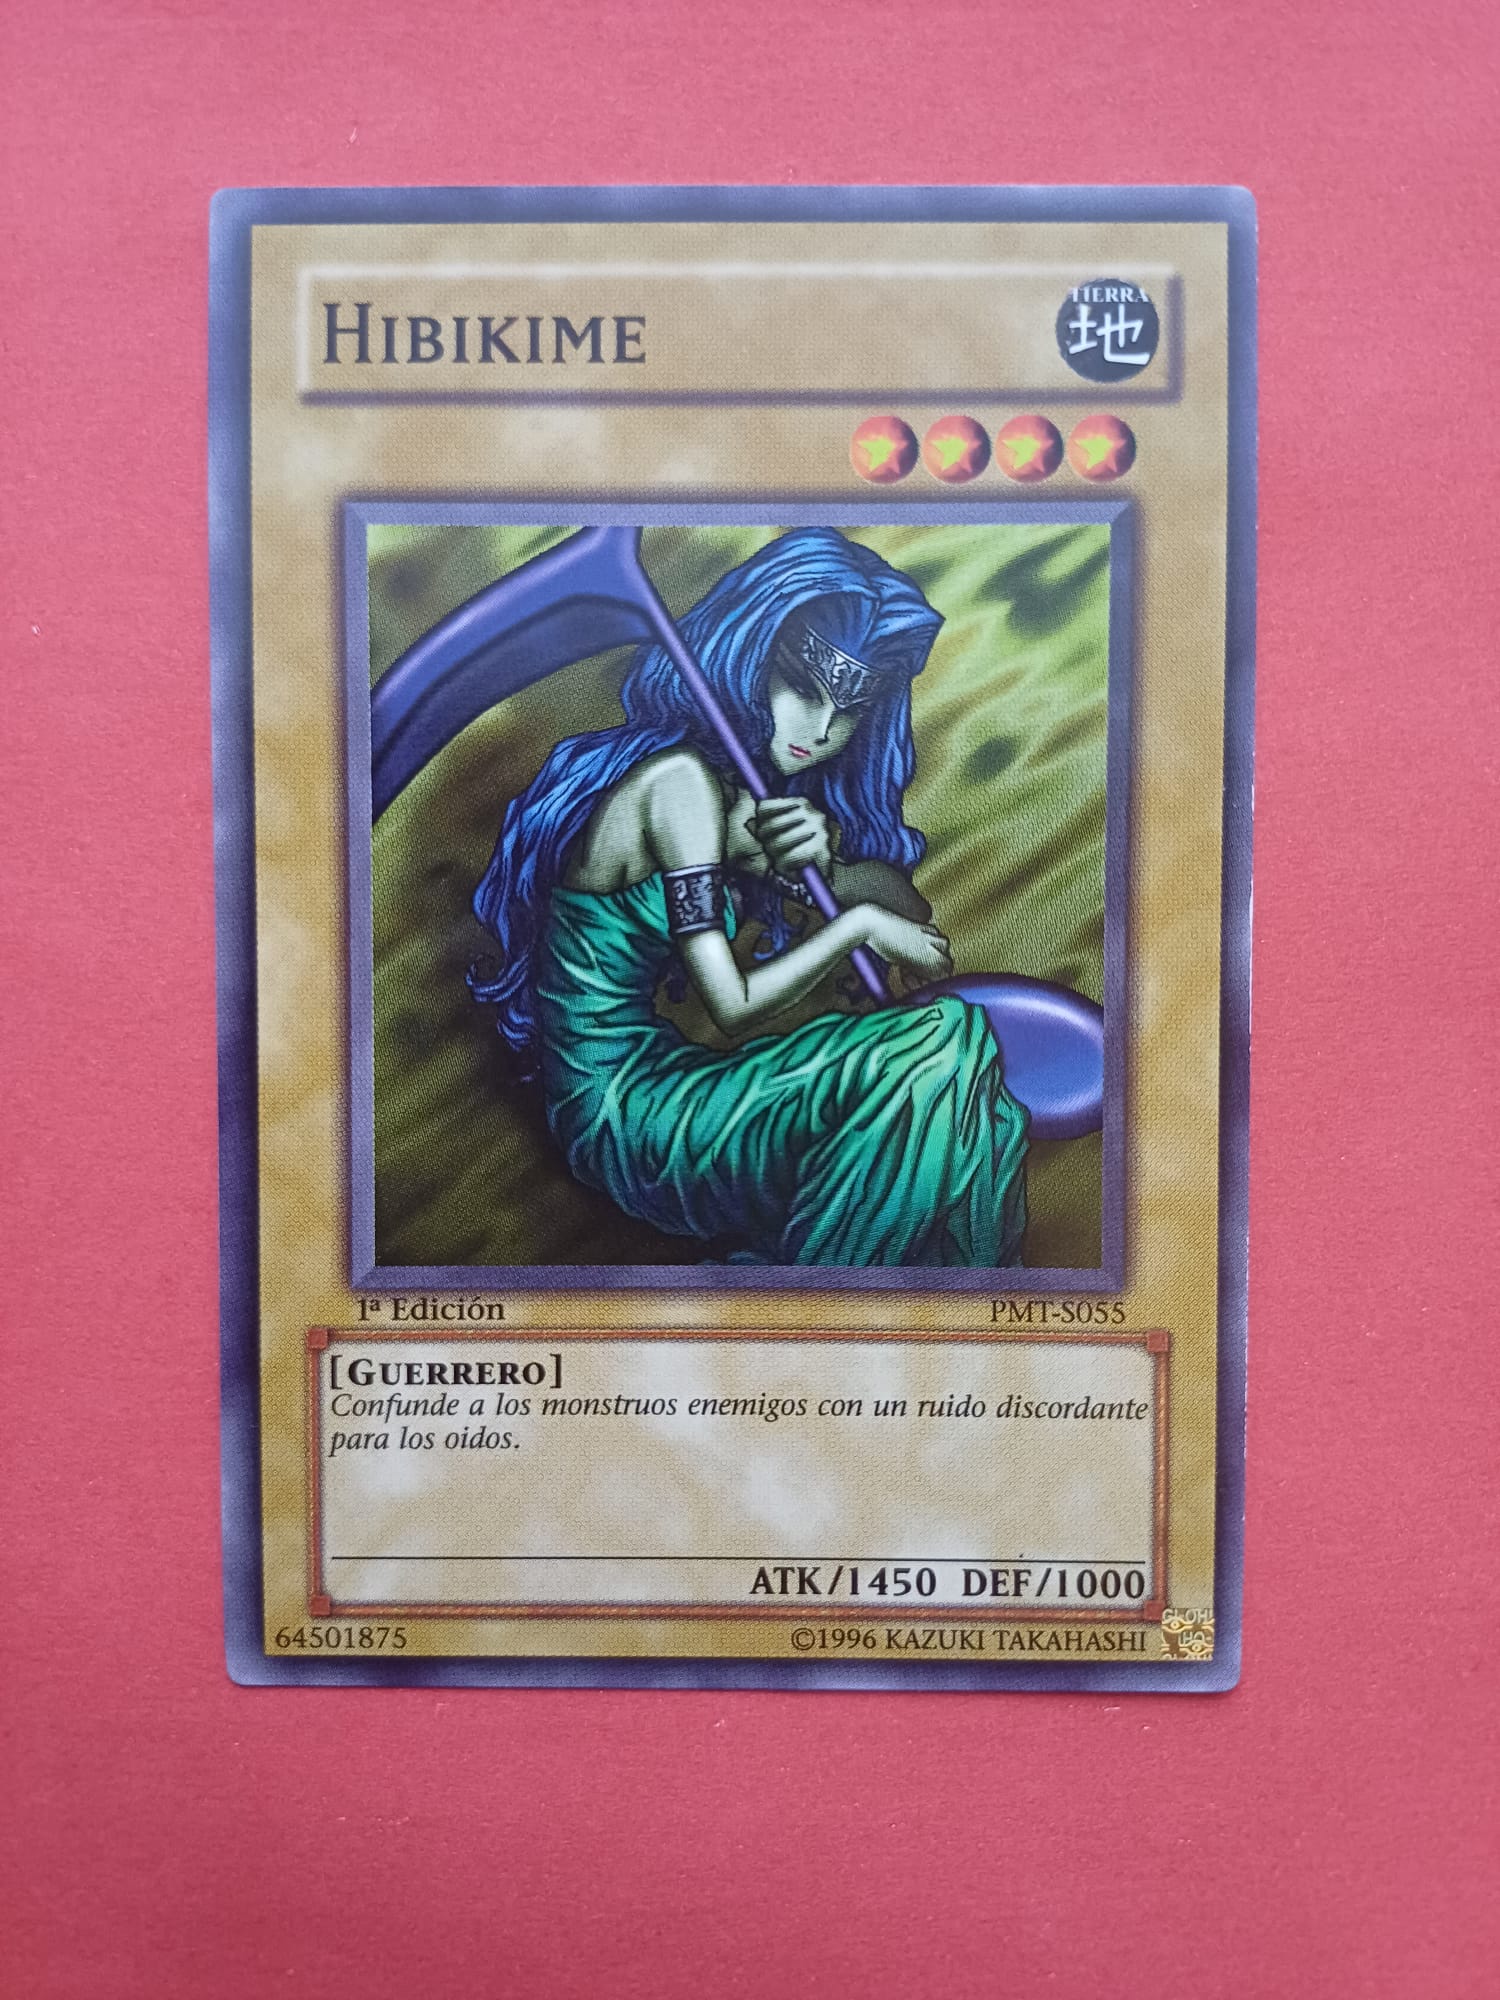 HIBIKIME
TIERRA
地
1ª Edición
PMT-S055
[GUERRERO]
Confunde a los monstruos enemigos con un ruido discordante
para los oidos.
ATK/1450 DEF/1000
64501875
©1996 KAZUKI TAKAHASHI